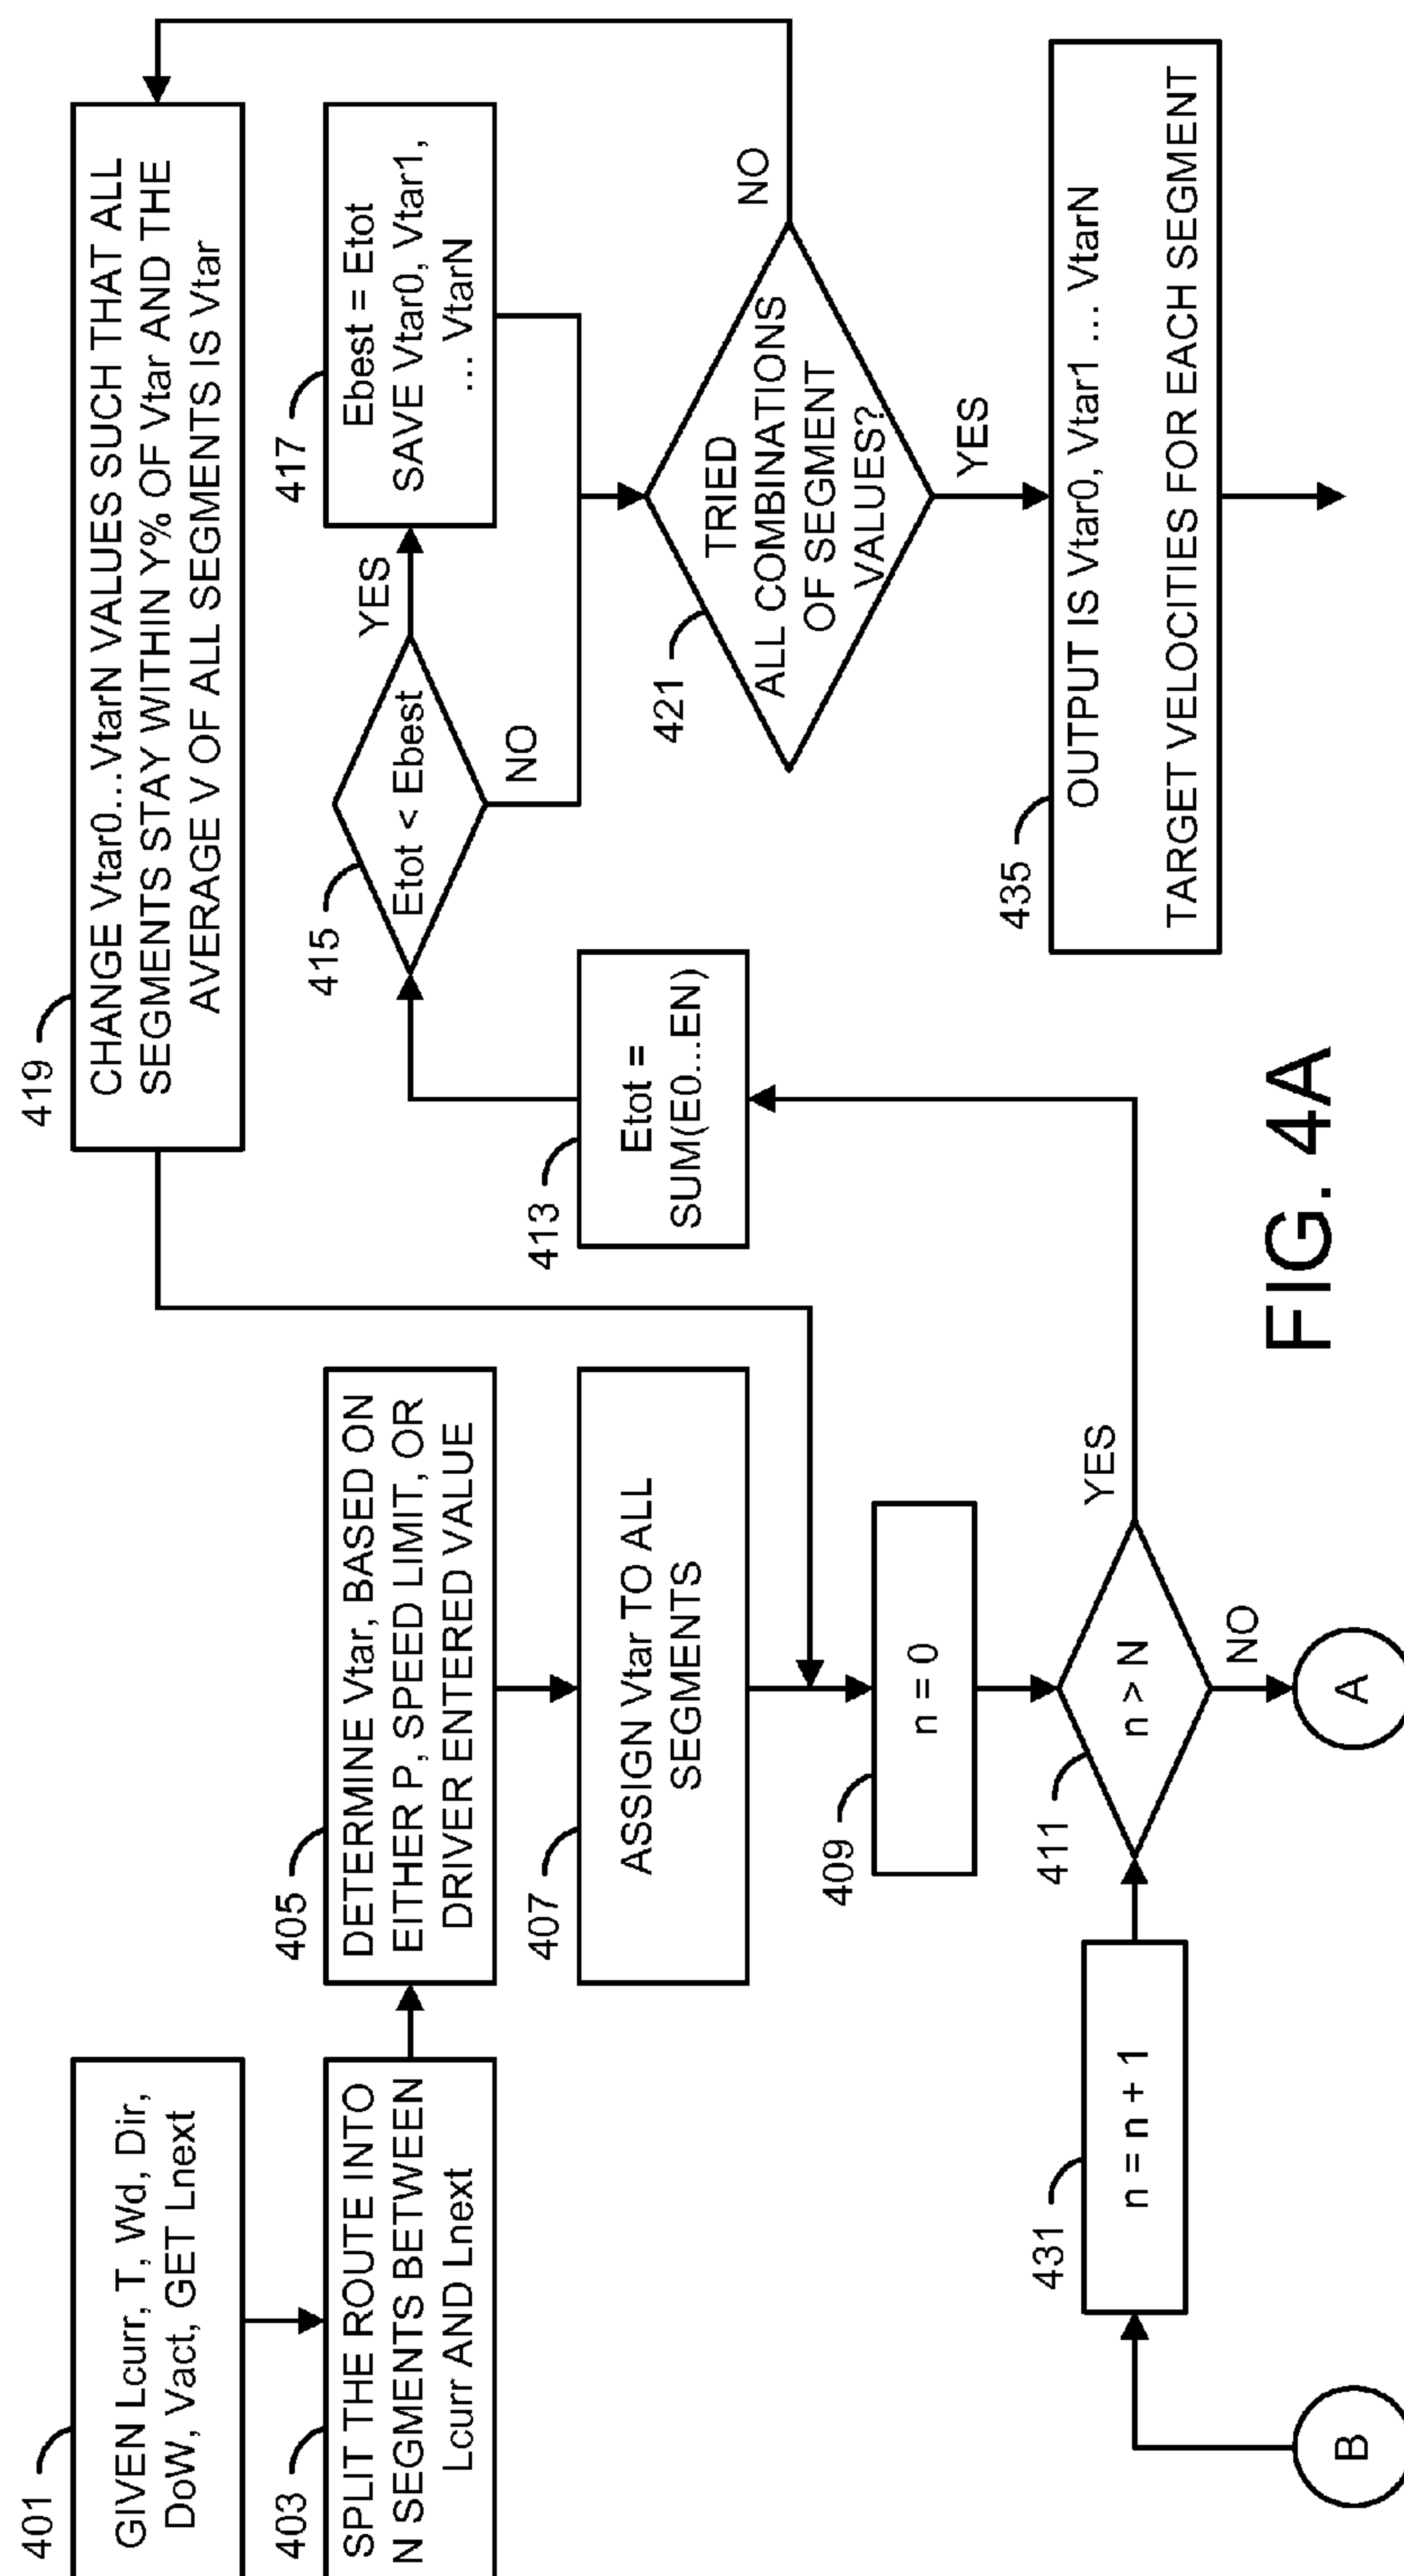 401
GIVEN Lcurr, T, Wd, Dir,
DoW, Vact, GET Lnext
403
SPLIT THE ROUTE INTO
N SEGMENTS BETWEEN
Lcurr AND Lnext
405
DETERMINE Vtar, BASED ON
EITHER P, SPEED LIMIT, OR
DRIVER ENTERED VALUE
407
ASSIGN Vtar TO ALL
SEGMENTS
409
n = 0
411
n > N
YES
NO
A
B
431
n = n + 1
413
Etot =
SUM(E0...EN)
415
Etot < Ebest
YES
NO
417
Ebest = Etot
SAVE Vtar0, Vtar1,
... VtarN
419
CHANGE Vtar0...VtarN VALUES SUCH THAT ALL
SEGMENTS STAY WITHIN Y% OF Vtar AND THE
AVERAGE V OF ALL SEGMENTS IS Vtar
421
TRIED
ALL COMBINATIONS
OF SEGMENT
VALUES?
NO
YES
435
OUTPUT IS Vtar0, Vtar1 ... VtarN
TARGET VELOCITIES FOR EACH SEGMENT
FIG. 4A